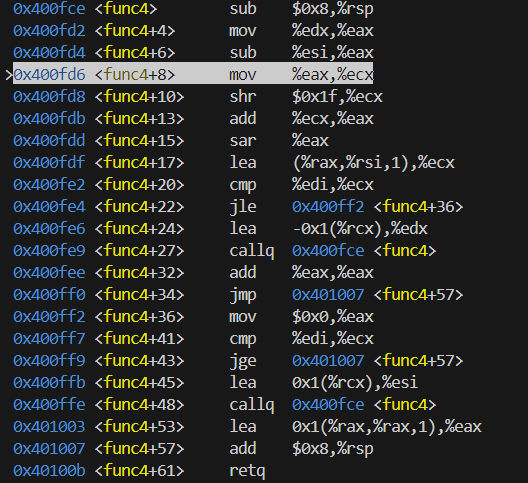 0x400fce <func4> sub $0x8,%rsp
0x400fd2 <func4+4> mov %edx,%eax
0x400fd4 <func4+6> sub %esi,%eax
>0x400fd6 <func4+8> mov %eax,%ecx
0x400fd8 <func4+10> shr $0x1f,%ecx
0x400fdb <func4+13> add %ecx,%eax
0x400fdd <func4+15> sar %eax
0x400fdf <func4+17> lea (%rax,%rsi,1),%ecx
0x400fe2 <func4+20> cmp %edi,%ecx
0x400fe4 <func4+22> jle 0x400ff2 <func4+36>
0x400fe6 <func4+24> lea -0x1(%rcx),%edx
0x400fe9 <func4+27> callq 0x400fce <func4>
0x400fee <func4+32> add %eax,%eax
0x400ff0 <func4+34> jmp 0x401007 <func4+57>
0x400ff2 <func4+36> mov $0x0,%eax
0x400ff7 <func4+41> cmp %edi,%ecx
0x400ff9 <func4+43> jge 0x401007 <func4+57>
0x400ffb <func4+45> lea 0x1(%rcx),%esi
0x400ffe <func4+48> callq 0x400fce <func4>
0x401003 <func4+53> lea 0x1(%rax,%rax,1),%eax
0x401007 <func4+57> add $0x8,%rsp
0x40100b <func4+61> retq